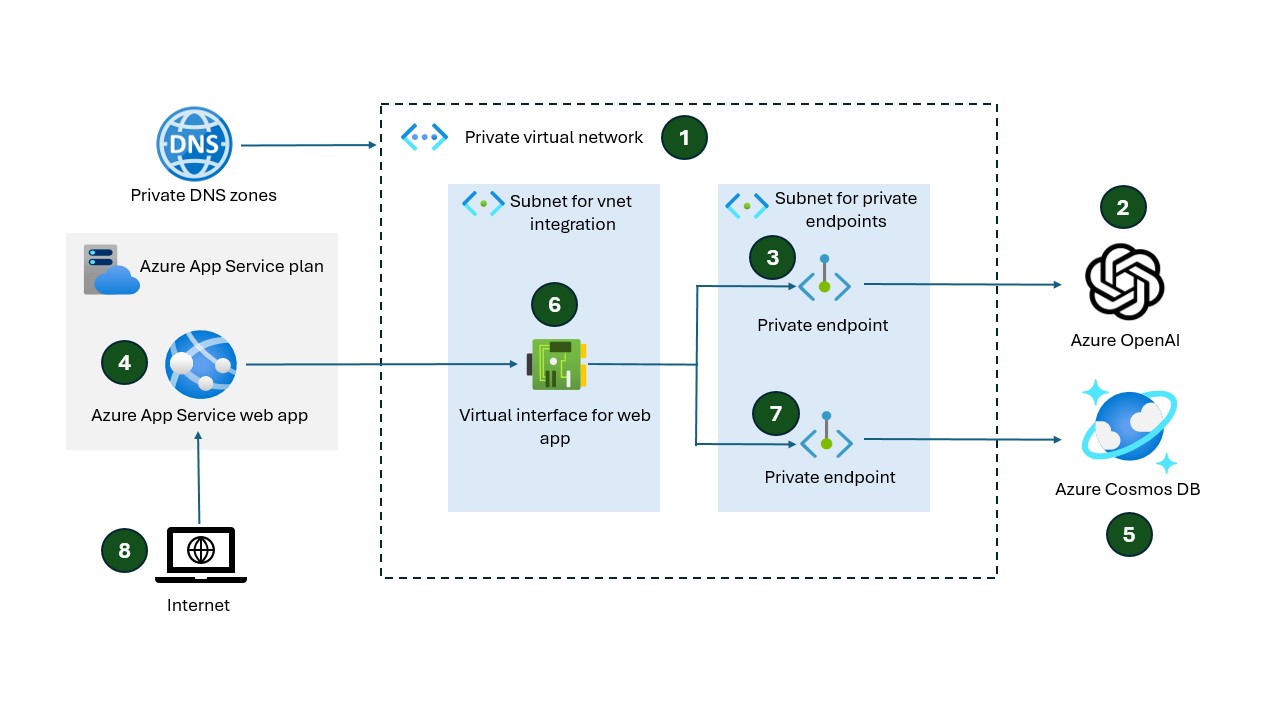 DNS
Private DNS zones
Private virtual network
1
Subnet for vnet
integration
Subnet for private
endpoints
2
Azure App Service plan
3
Private endpoint
Azure OpenAI
6
4
Azure App Service web app
Virtual interface for web
app
7
Private endpoint
Azure Cosmos DB
5
8
Internet